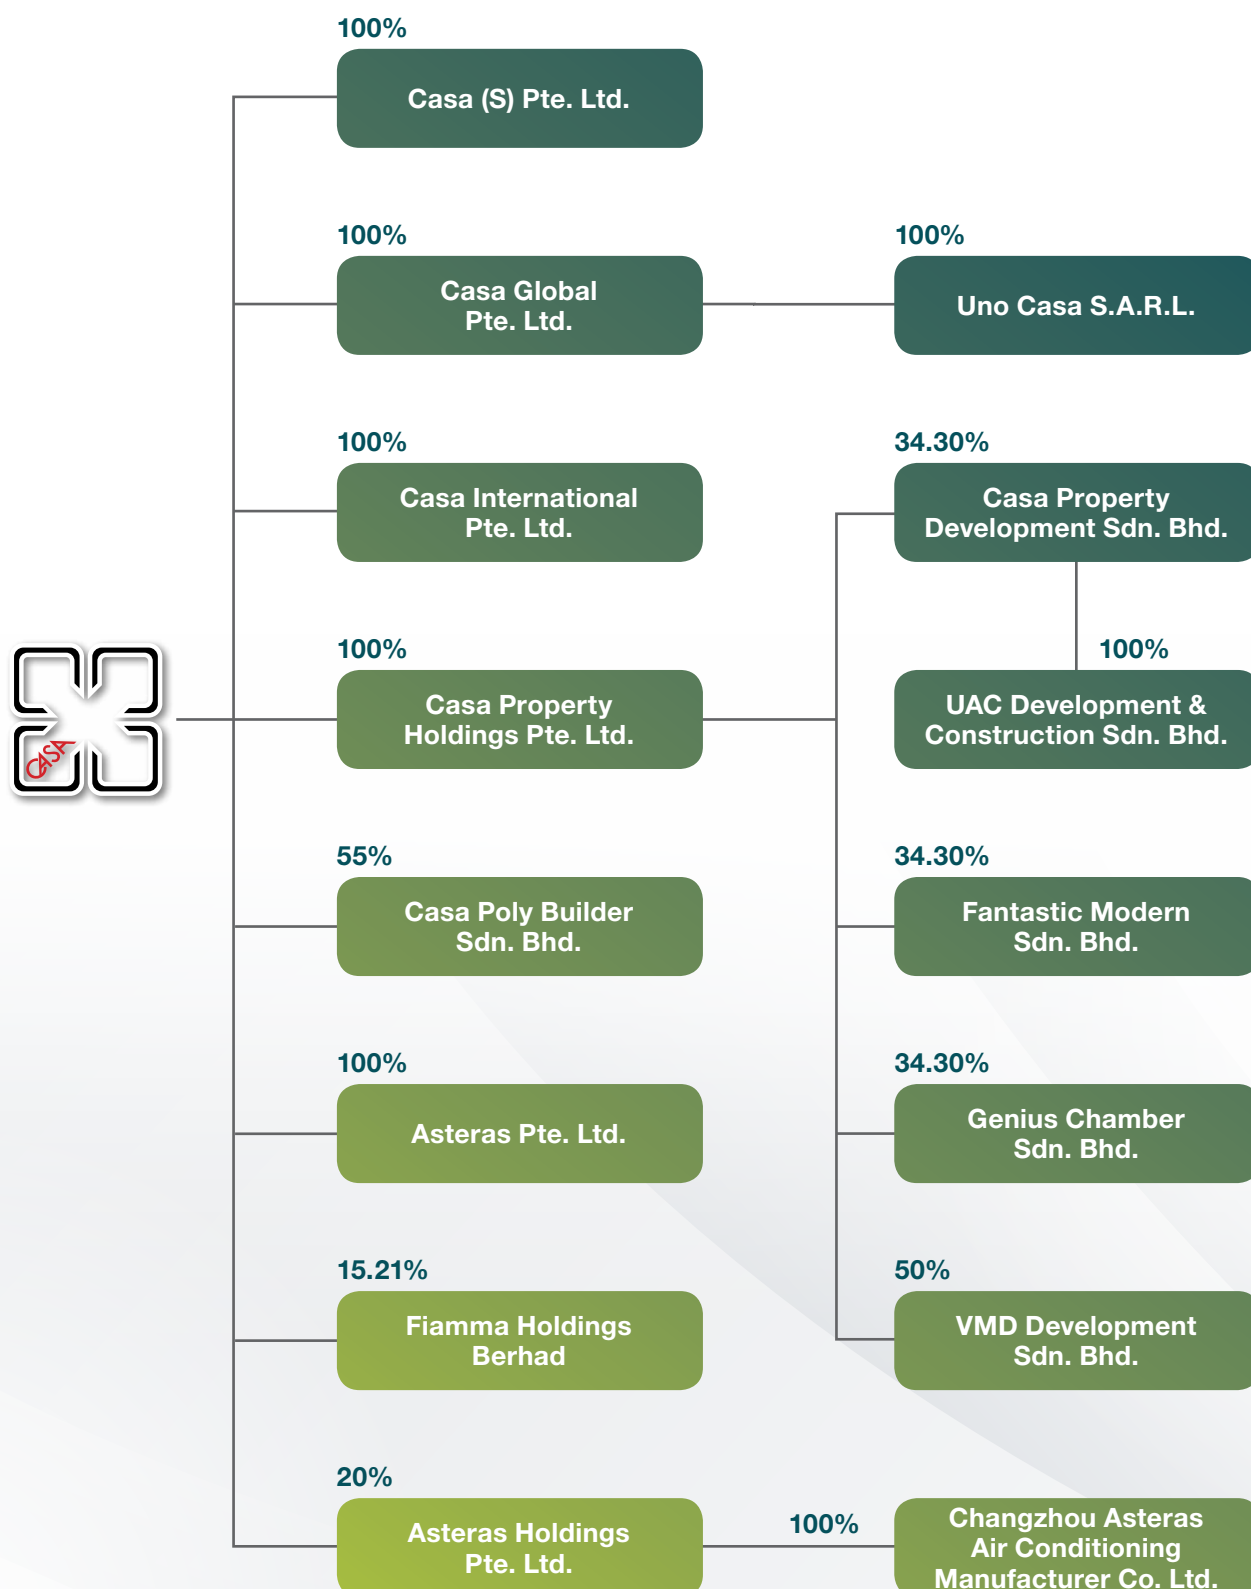 100%
Casa (S) Pte. Ltd.
100%
Casa Global
Pte. Ltd.
100%
Uno Casa S.A.R.L.
100%
Casa International
Pte. Ltd.
34.30%
Casa Property
Development Sdn. Bhd.
100%
Casa Property
Holdings Pte. Ltd.
100%
UAC Development &
Construction Sdn. Bhd.
CASA
55%
Casa Poly Builder
Sdn. Bhd.
34.30%
Fantastic Modern
Sdn. Bhd.
100%
Asteras Pte. Ltd.
34.30%
Genius Chamber
Sdn. Bhd.
15.21%
Fiamma Holdings
Berhad
50%
VMD Development
Sdn. Bhd.
20%
Asteras Holdings
Pte. Ltd.
100%
Changzhou Asteras
Air Conditioning
Manufacturer Co. Ltd.